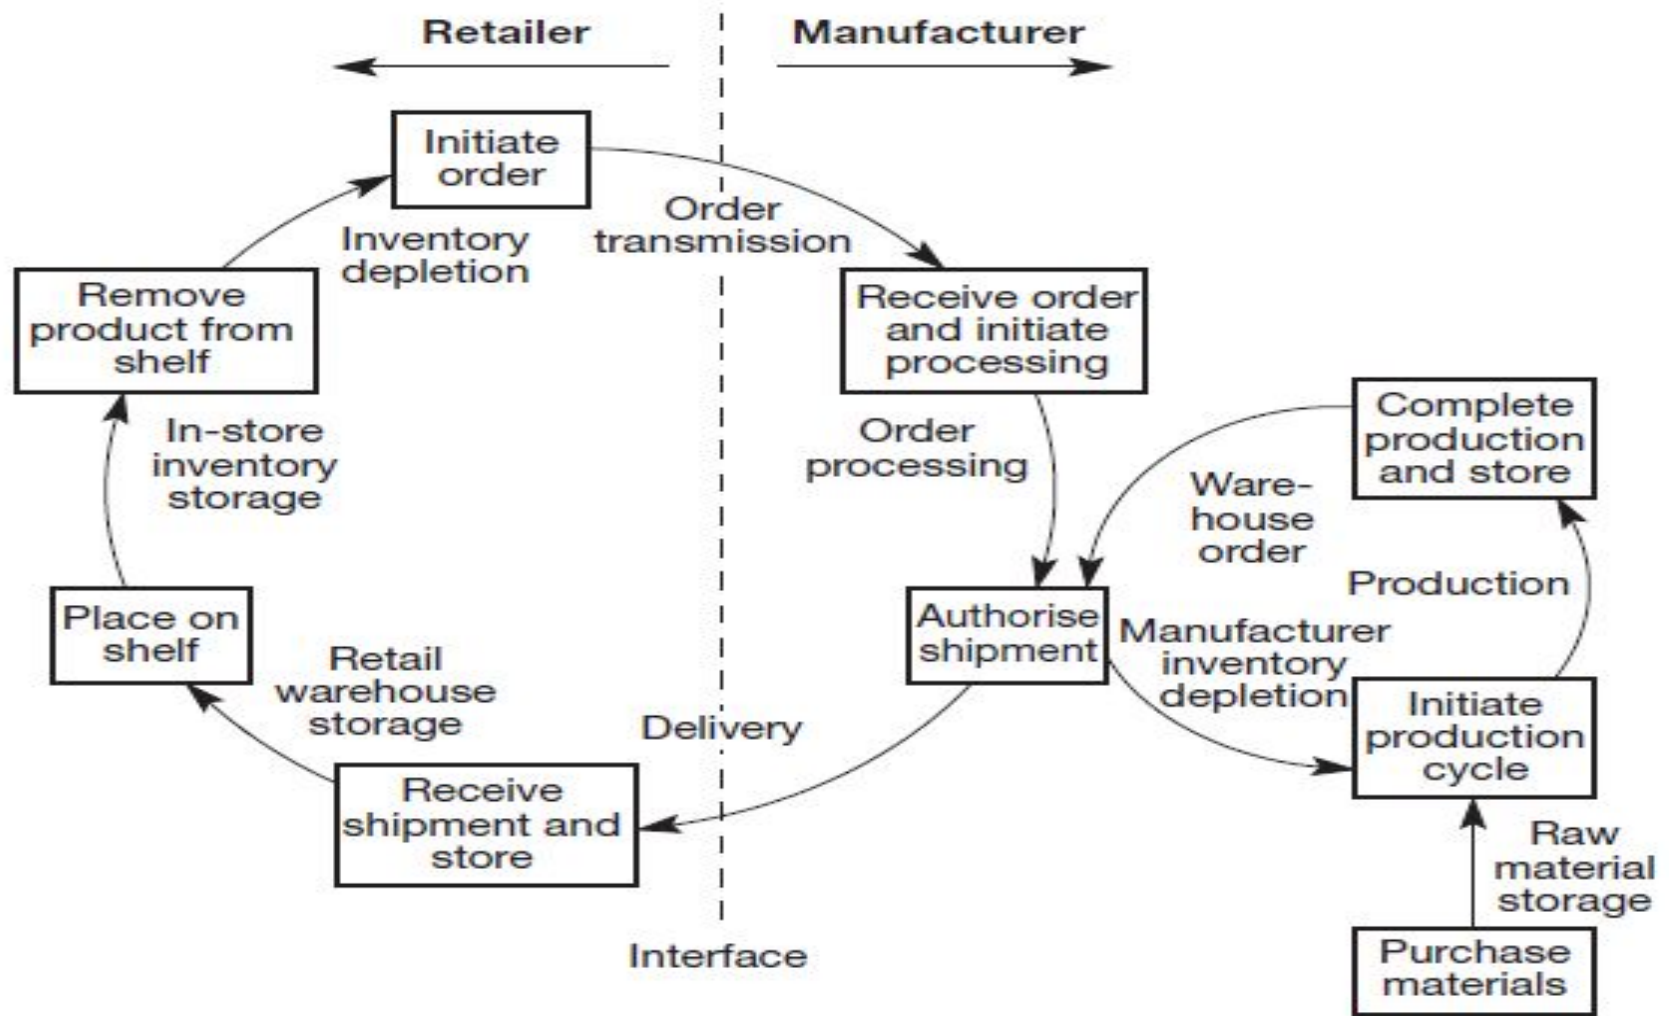 Retailer
Manufacturer
Initiate
order
Order
transmission
Inventory
depletion
Remove
product from
shelf
Receive order
and initiate
processing
In-store
inventory
storage
Order
processing
Complete
production
and store
Ware-
house
order
Production
Place on
shelf
Authorise
shipment
Manufacturer
inventory
depletion
Retail
warehouse
storage
Delivery
Initiate
production
cycle
Receive
shipment and
store
Raw
material
storage
Interface
Purchase
materials